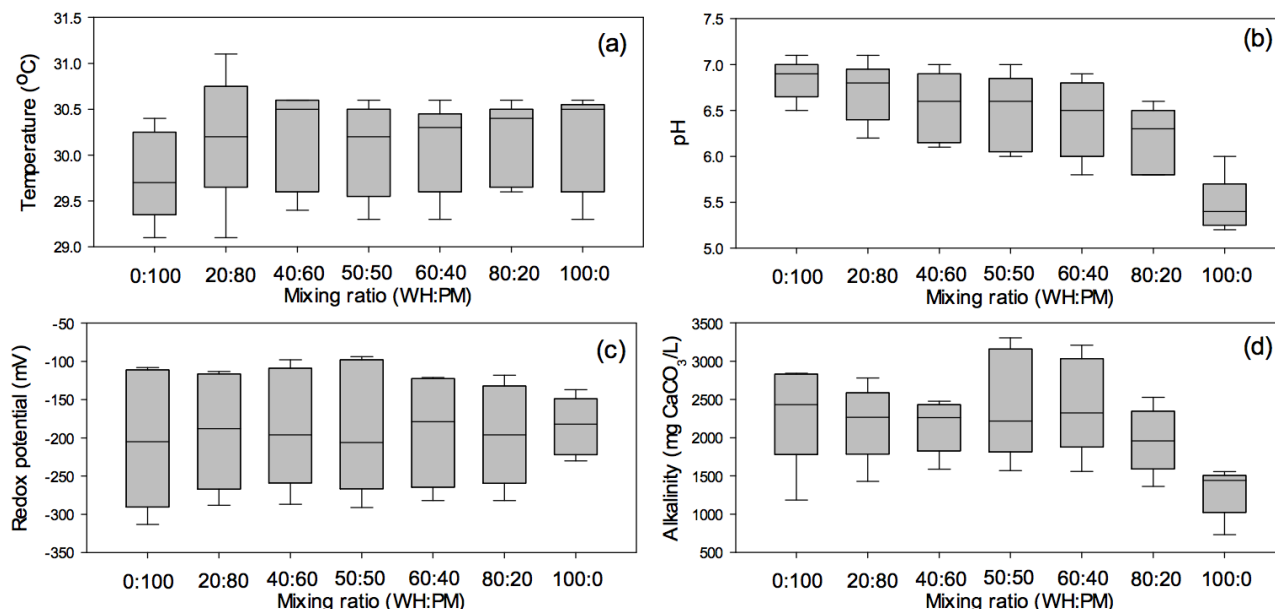 (a)
Temperature (°C)
31.5
31.0
30.5
30.0
29.5
29.0
0:100 20:80 40:60 50:50 60:40 80:20 100:0
Mixing ratio (WH:PM)
(b)
pH
7.5
7.0
6.5
6.0
5.5
5.0
0:100 20:80 40:60 50:50 60:40 80:20 100:0
Mixing ratio (WH:PM)
(c)
Redox potential (mV)
-50
-100
-150
-200
-250
-300
-350
0:100 20:80 40:60 50:50 60:40 80:20 100:0
Mixing ratio (WH:PM)
(d)
Alkalinity (mg CaCO₃/L)
3500
3000
2500
2000
1500
1000
500
0:100 20:80 40:60 50:50 60:40 80:20 100:0
Mixing ratio (WH:PM)